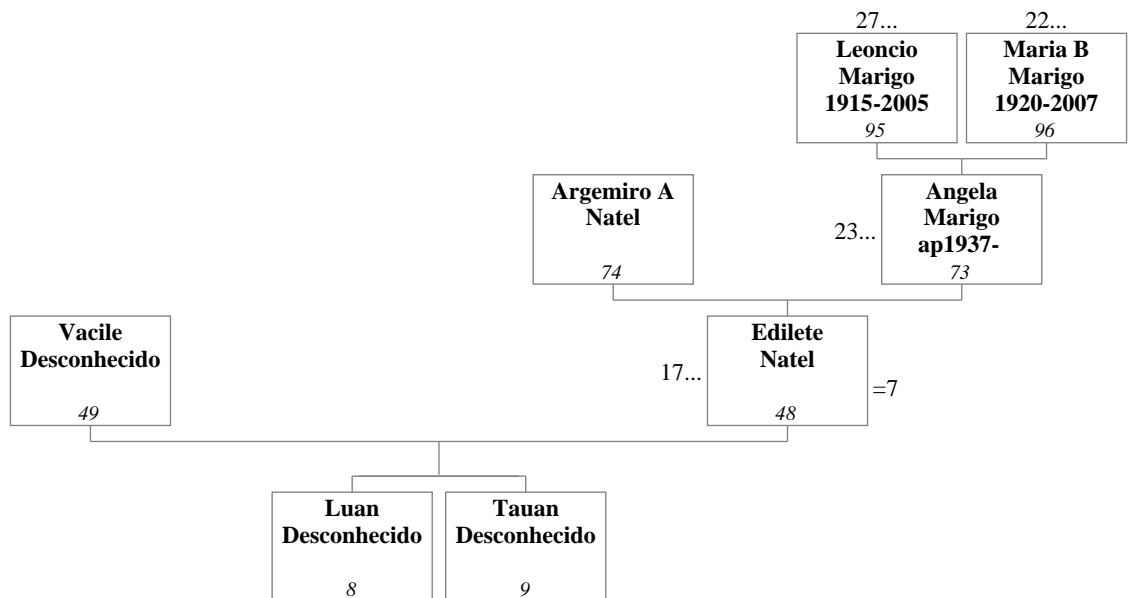 27...
22...
Leoncio
Marigo
1915-2005
95
Maria B
Marigo
1920-2007
96
Argemiro A
Natel
74
23...
Angela
Marigo
ap1937-
73
Vacile
Desconhecido
49
17...
Edilete
Natel
48
=7
Luan
Desconhecido
8
Tauan
Desconhecido
9